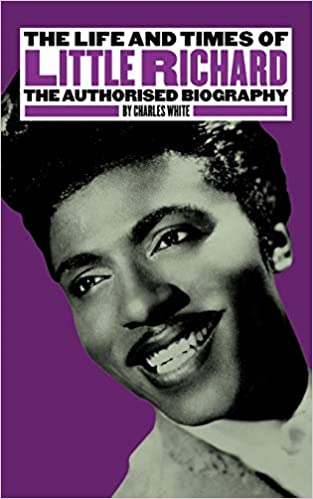 THE LIFE AND TIMES OF
LITTLE RICHARD
THE AUTHORISED BIOGRAPHY
BY CHARLES WHITE